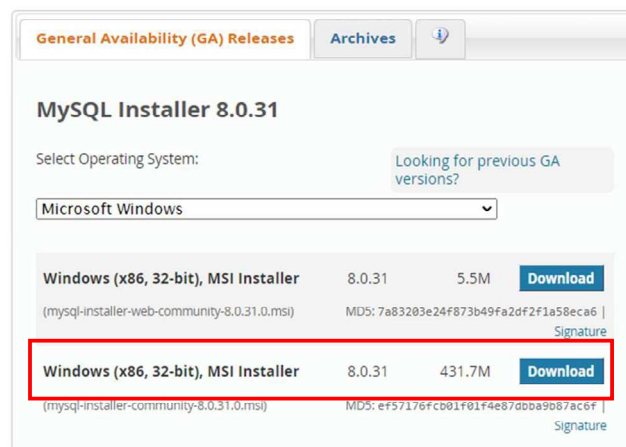 General Availability (GA) Releases
Archives
MySQL Installer 8.0.31
Select Operating System:
Looking for previous GA
versions?
Microsoft Windows
Windows (x86, 32-bit), MSI Installer 8.0.31 5.5M Download
(mysql-installer-web-community-8.0.31.0.msi) MD5: 7a83203e24f873b49fa2df2f1a58eca6 |
Signature
Windows (x86, 32-bit), MSI Installer 8.0.31 431.7M Download
(mysql-installer-community-8.0.31.0.msi) MD5: ef57176fcb01f01f4e87dbba9b87ac6f |
Signature